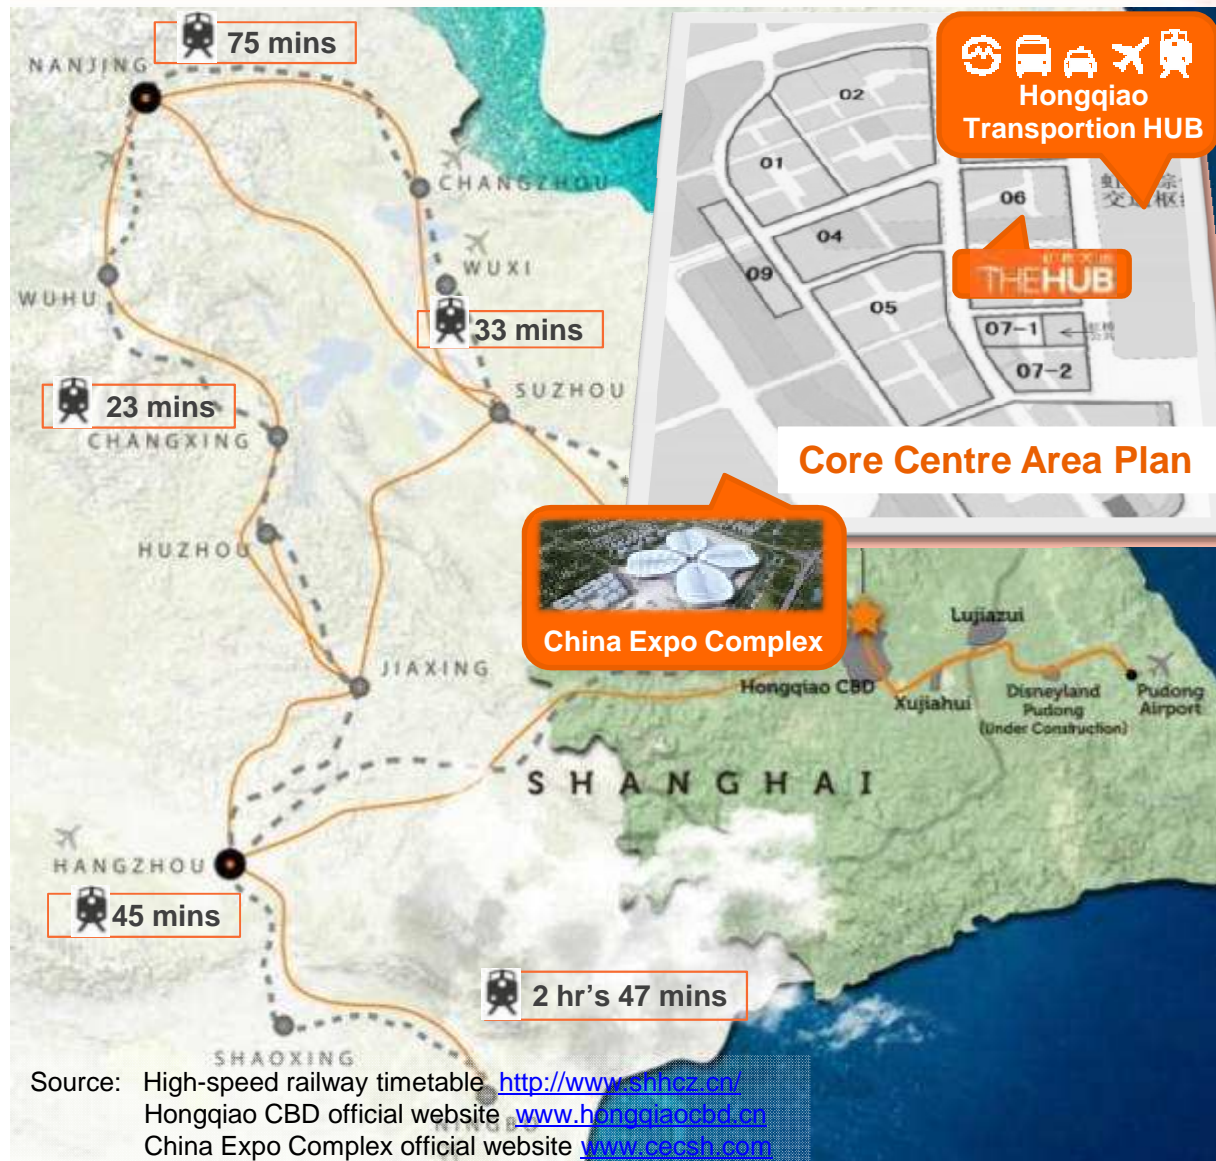 75 mins
NANJING
Hongqiao
Transportion HUB
02
CHANGZHOU
01
06
04
WUXI
09
THEHUB
WUHU
05
33 mins
07-1
07-2
SUZHOU
23 mins
CHANGXING
Core Centre Area Plan
HUZHOU
China Expo Complex
Lujiazui
JIAXING
Hongqiao CBD
Xujiahui
Disneyland
Pudong
(Under Construction)
Pudong
Airport
SHANGHAI
HANGZHOU
45 mins
2 hr's 47 mins
SHAOXING
Source: High-speed railway timetable http://www.shhcz.cn/
Hongqiao CBD official website www.hongqiaocbd.cn
NINGBO
China Expo Complex official website www.cecsh.com